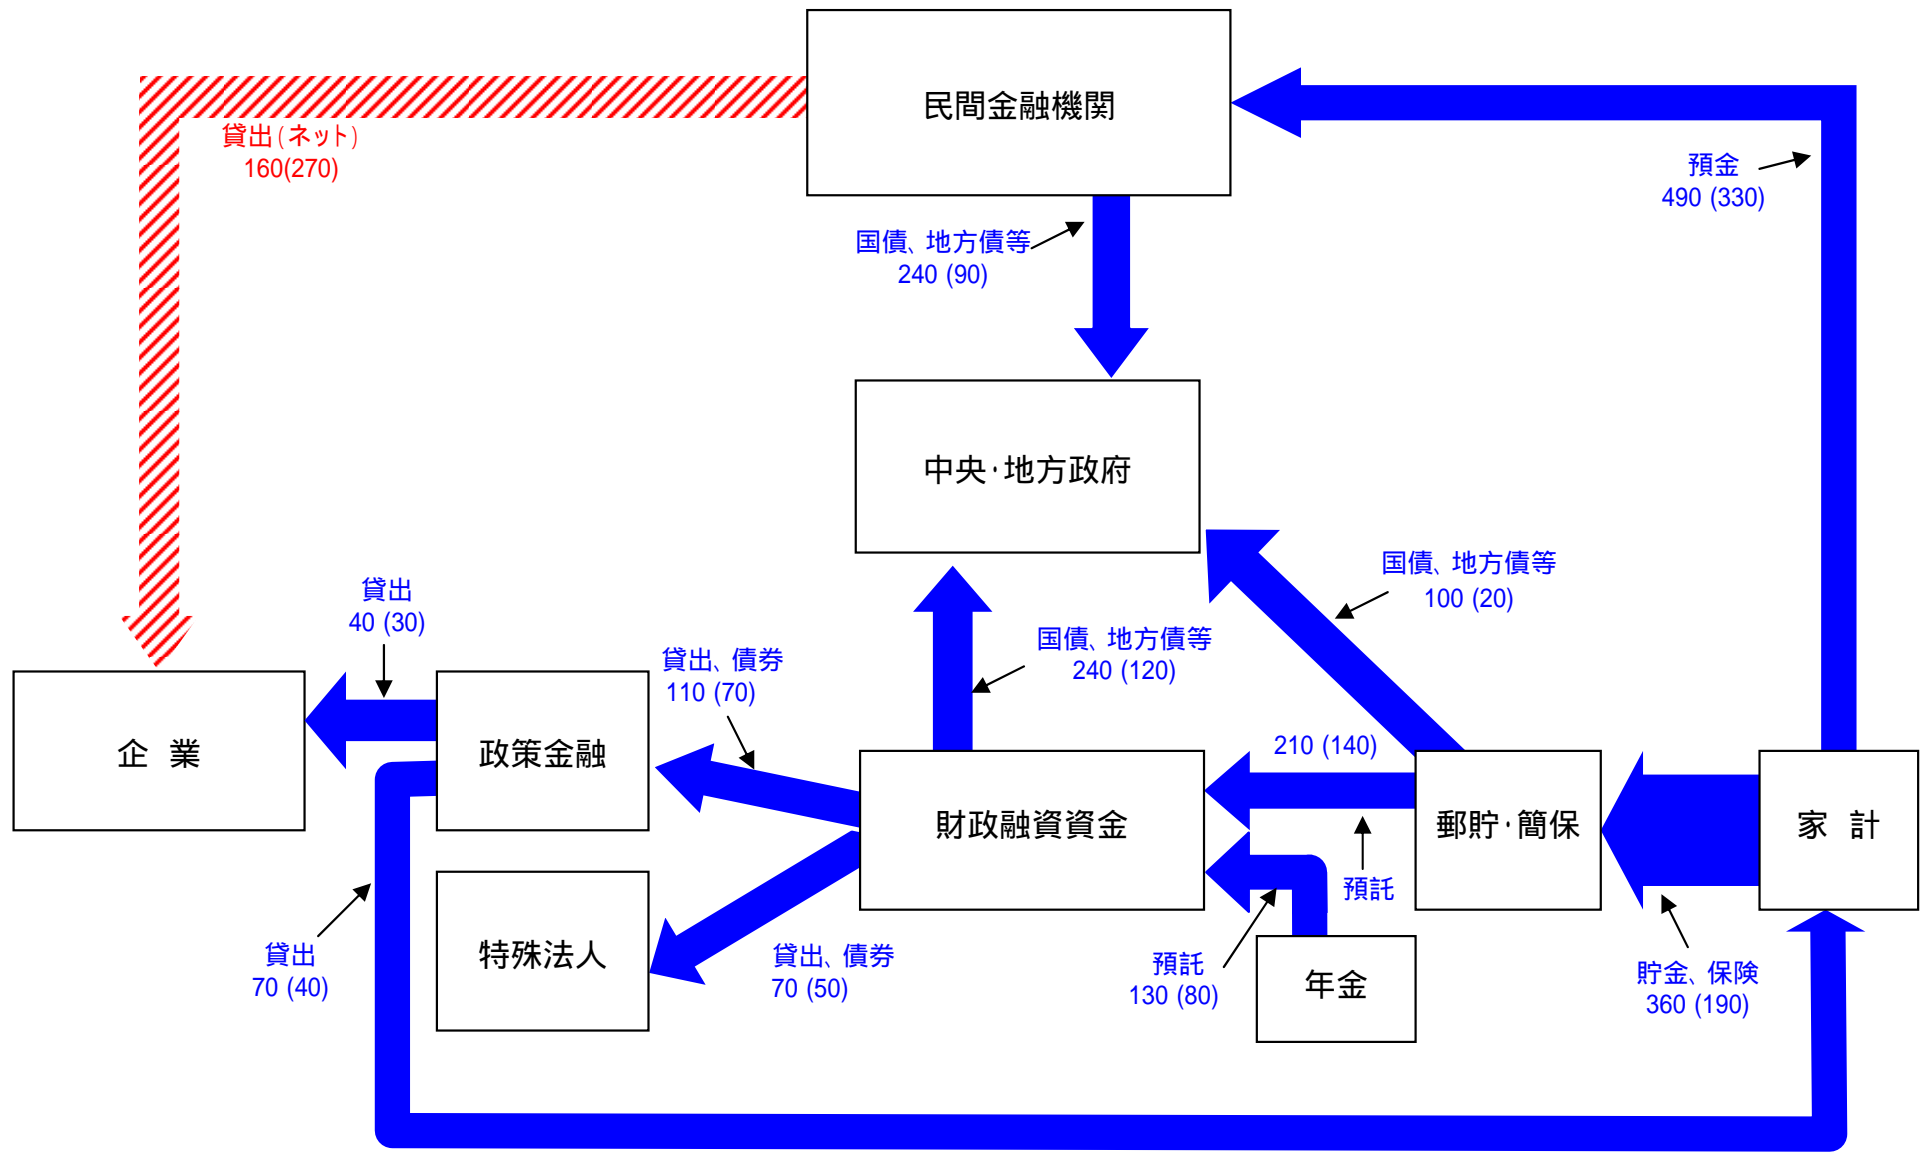 民間金融機関
貸出(ネット)
160(270)
預金
490 (330)
国債、地方債等
240 (90)
中央・地方政府
国債、地方債等
100 (20)
貸出
40 (30)
国債、地方債等
240 (120)
貸出、債券
110 (70)
企 業
政策金融
210 (140)
財政融資資金
郵貯・簡保
家 計
預託
特殊法人
貸出
70 (40)
貸出、債券
70 (50)
預託
130 (80)
年金
貯金、保険
360 (190)